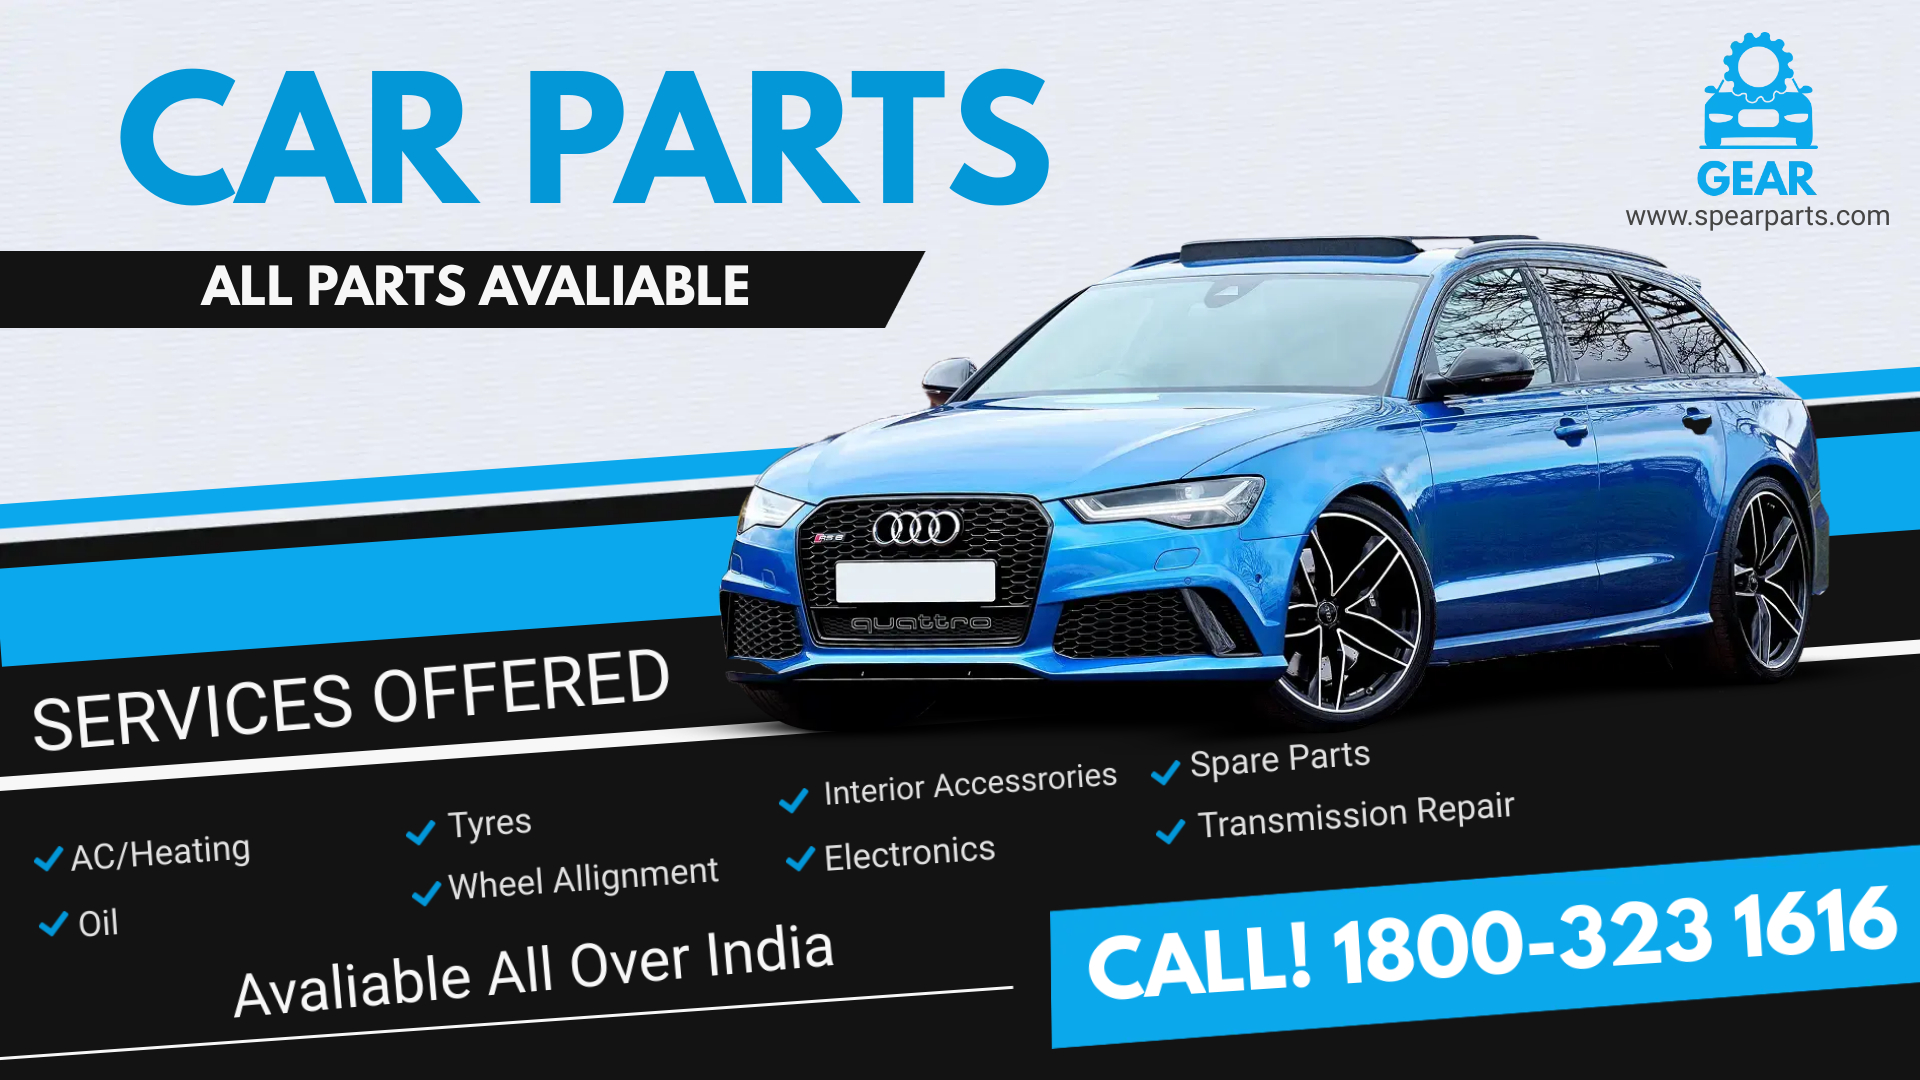 CAR PARTS
GEAR
www.spearparts.com
ALL PARTS AVALIABLE
RS6
quattro
SERVICES OFFERED
AC/Heating
Oil
Tyres
Wheel Allignment
Interior Accessrories
Electronics
Spare Parts
Transmission Repair
Avaliable All Over India
CALL! 1800-323 1616